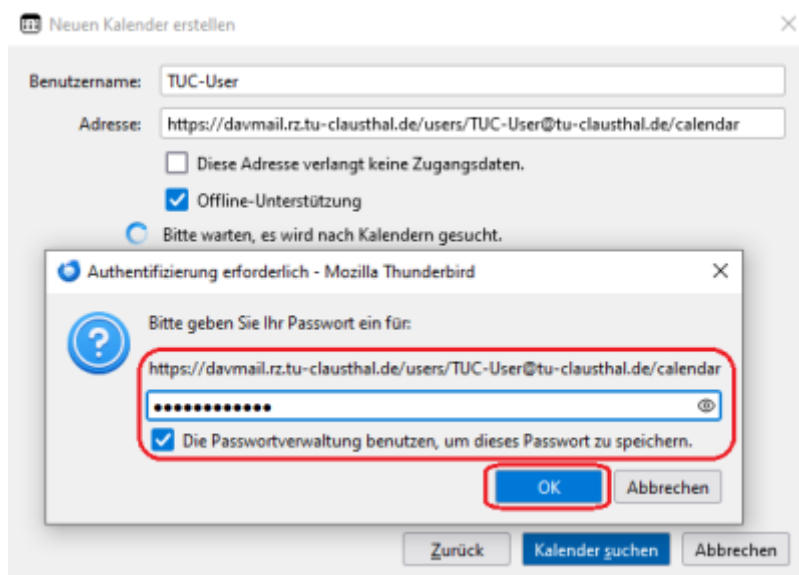 Neuen Kalender erstellen
Benutzername: TUC-User
Adresse: https://davmail.rz.tu-clausthal.de/users/TUC-User@tu-clausthal.de/calendar
Diese Adresse verlangt keine Zugangsdaten.
Offline-Unterstützung
Bitte warten, es wird nach Kalendern gesucht.
Authentifizierung erforderlich - Mozilla Thunderbird
Bitte geben Sie Ihr Passwort ein für:
https://davmail.rz.tu-clausthal.de/users/TUC-User@tu-clausthal.de/calendar
••••••••••••
Die Passwortverwaltung benutzen, um dieses Passwort zu speichern.
OK Abbrechen
Zurück Kalender suchen Abbrechen